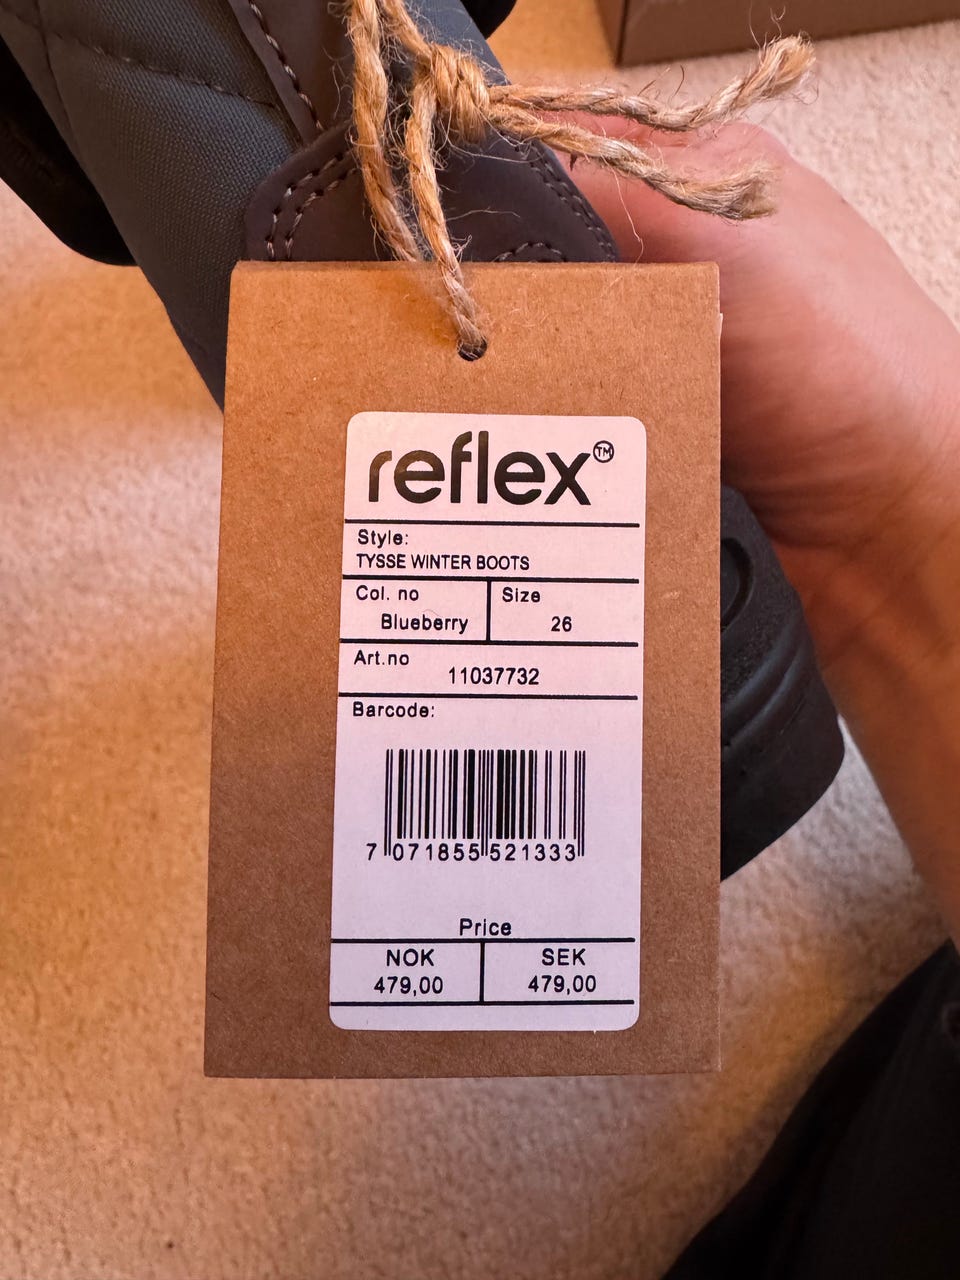 reflex™
Style:
TYSSE WINTER BOOTS
Col. no
Blueberry
Size
26
Art.no
11037732
Barcode:
7 071855 521333
Price
NOK
479,00
SEK
479,00